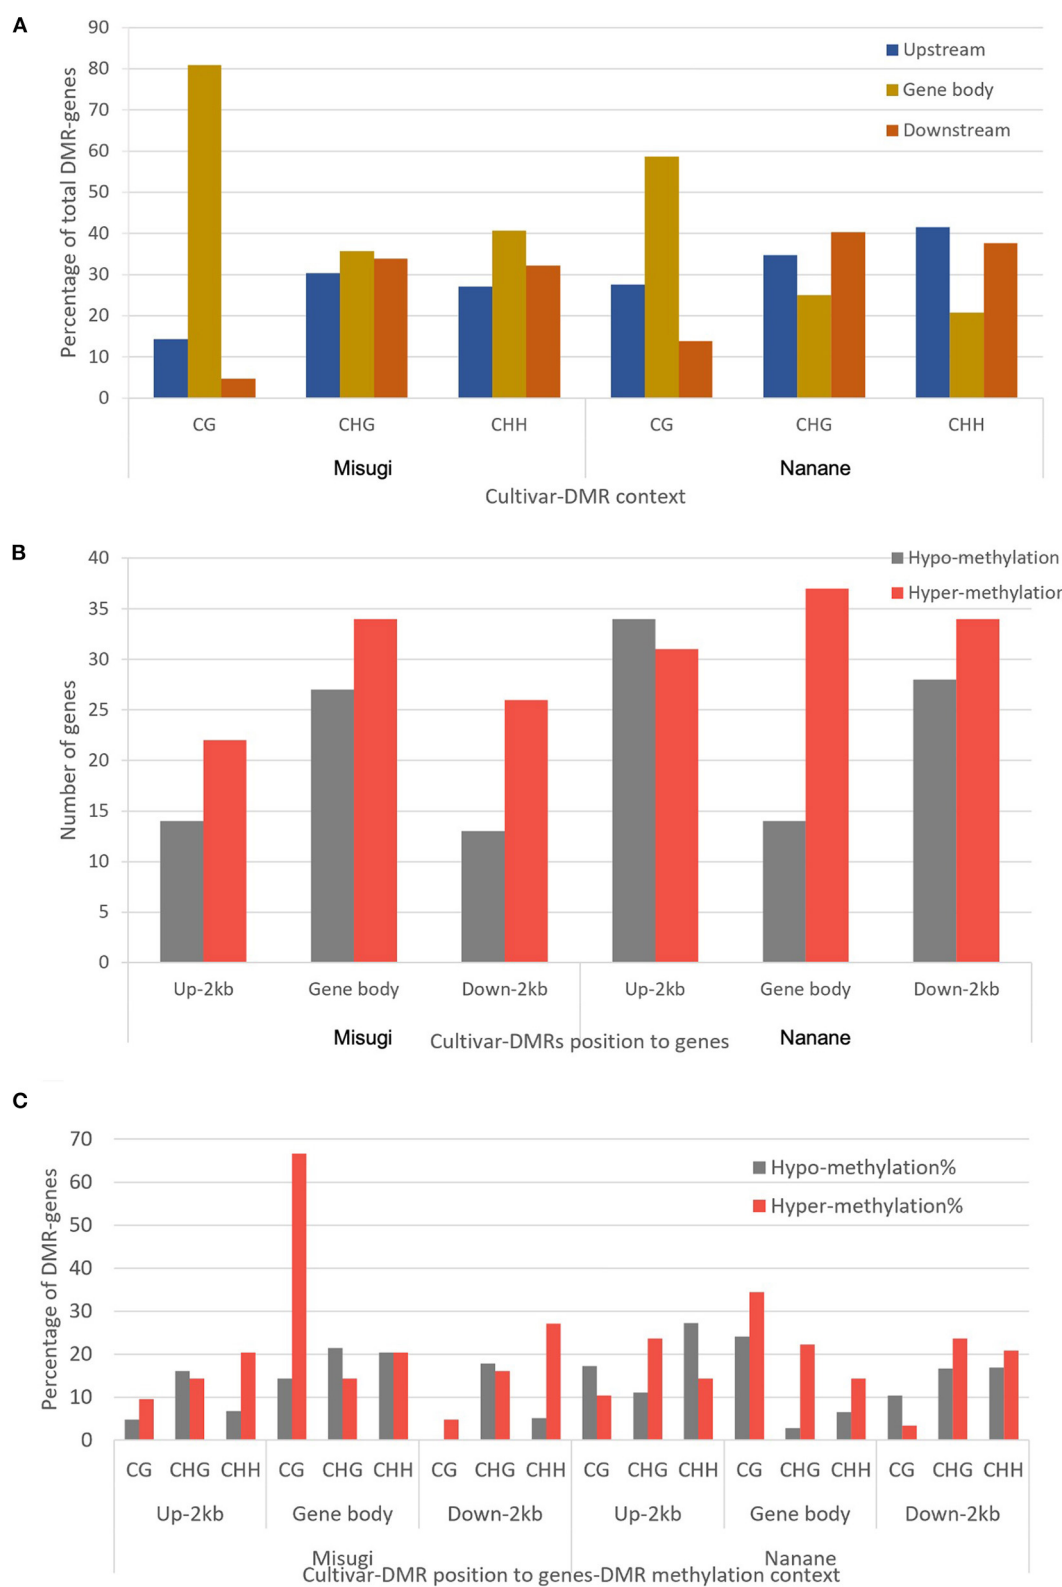 A
Percentage of total DMR-genes
90
80
70
60
50
40
30
20
10
0
Upstream
Gene body
Downstream
CG CHG CHH CG CHG CHH
Misugi Nanane
Cultivar-DMR context
B
Number of genes
40
35
30
25
20
15
10
5
0
Hypo-methylation
Hyper-methylation
Up-2kb Gene body Down-2kb Up-2kb Gene body Down-2kb
Misugi Nanane
Cultivar-DMRs position to genes
C
Percentage of DMR-genes
70
60
50
40
30
20
10
0
Hypo-methylation%
Hyper-methylation%
CG CHG CHH CG CHG CHH CG CHG CHH CG CHG CHH CG CHG CHH CG CHG CHH
Up-2kb Gene body Down-2kb Up-2kb Gene body Down-2kb
Misugi Nanane
Cultivar-DMR position to genes-DMR methylation context